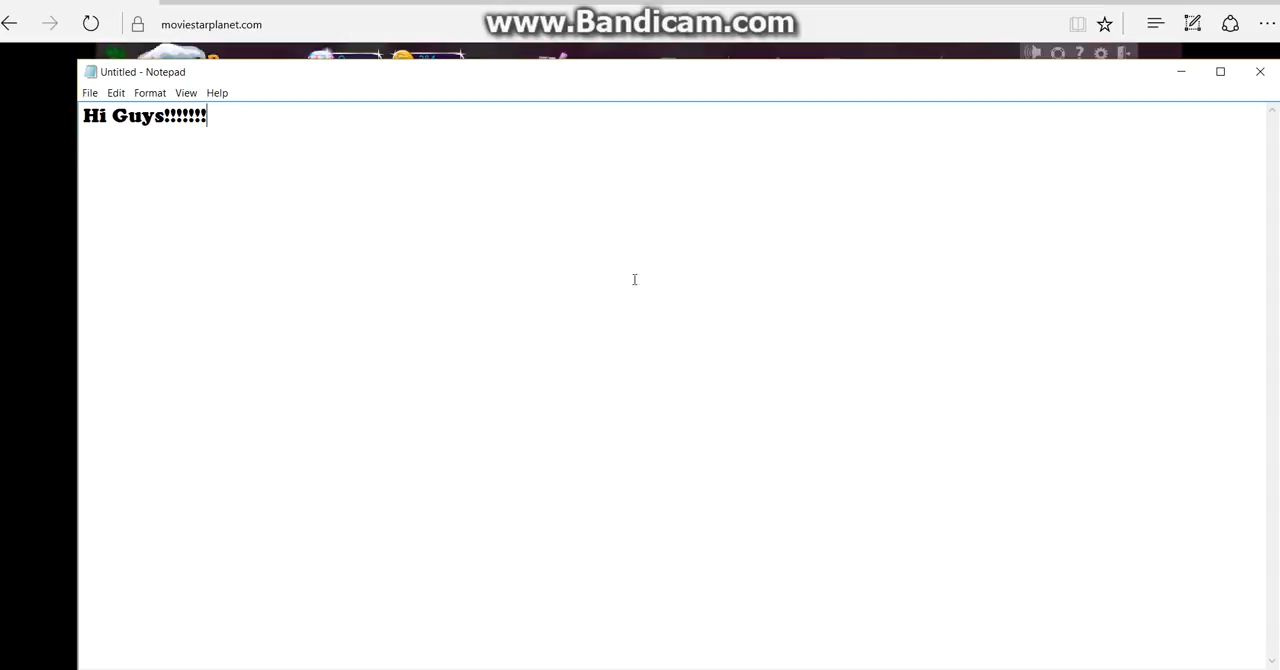 moviestarplanet.com
www.Bandicam.com
Untitled - Notepad
File Edit Format View Help
Hi Guys!!!!!!!